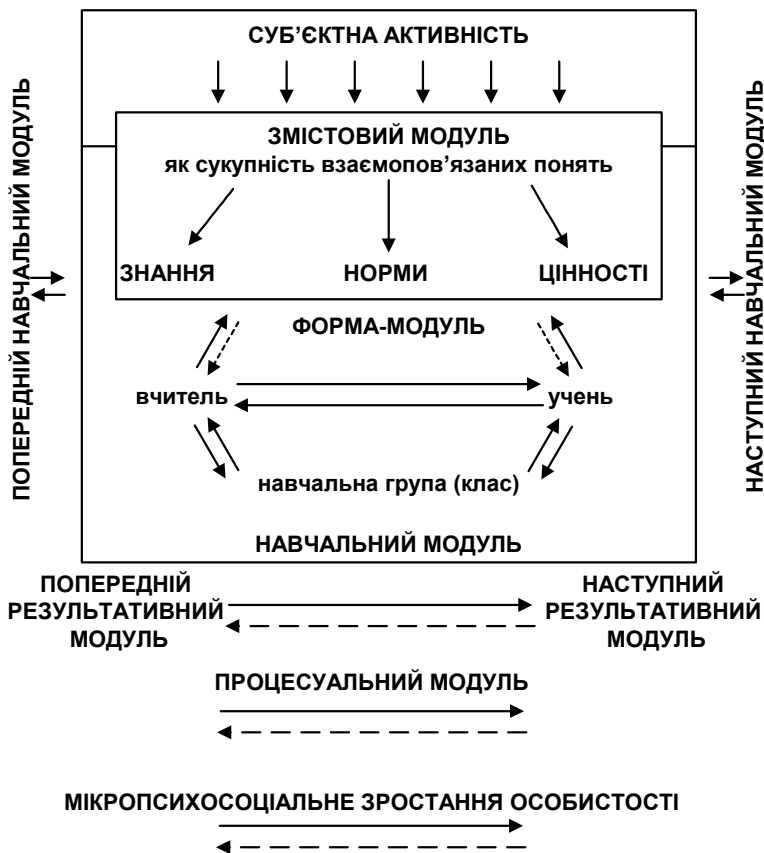 СУБ’ЄКТНА АКТИВНІСТЬ
ПОПЕРЕДНІЙ НАВЧАЛЬНИЙ МОДУЛЬ
ЗМІСТОВИЙ МОДУЛЬ
як сукупність взаємопов’язаних понять
ЗНАННЯ НОРМИ ЦІННОСТІ
НАСТУПНИЙ НАВЧАЛЬНИЙ МОДУЛЬ
ФОРМА-МОДУЛЬ
вчитель учень
навчальна група (клас)
НАВЧАЛЬНИЙ МОДУЛЬ
ПОПЕРЕДНІЙ
РЕЗУЛЬТАТИВНИЙ
МОДУЛЬ
НАСТУПНИЙ
РЕЗУЛЬТАТИВНИЙ
МОДУЛЬ
ПРОЦЕСУАЛЬНИЙ МОДУЛЬ
МІКРОПСИХОСОЦІАЛЬНЕ ЗРОСТАННЯ ОСОБИСТОСТІ